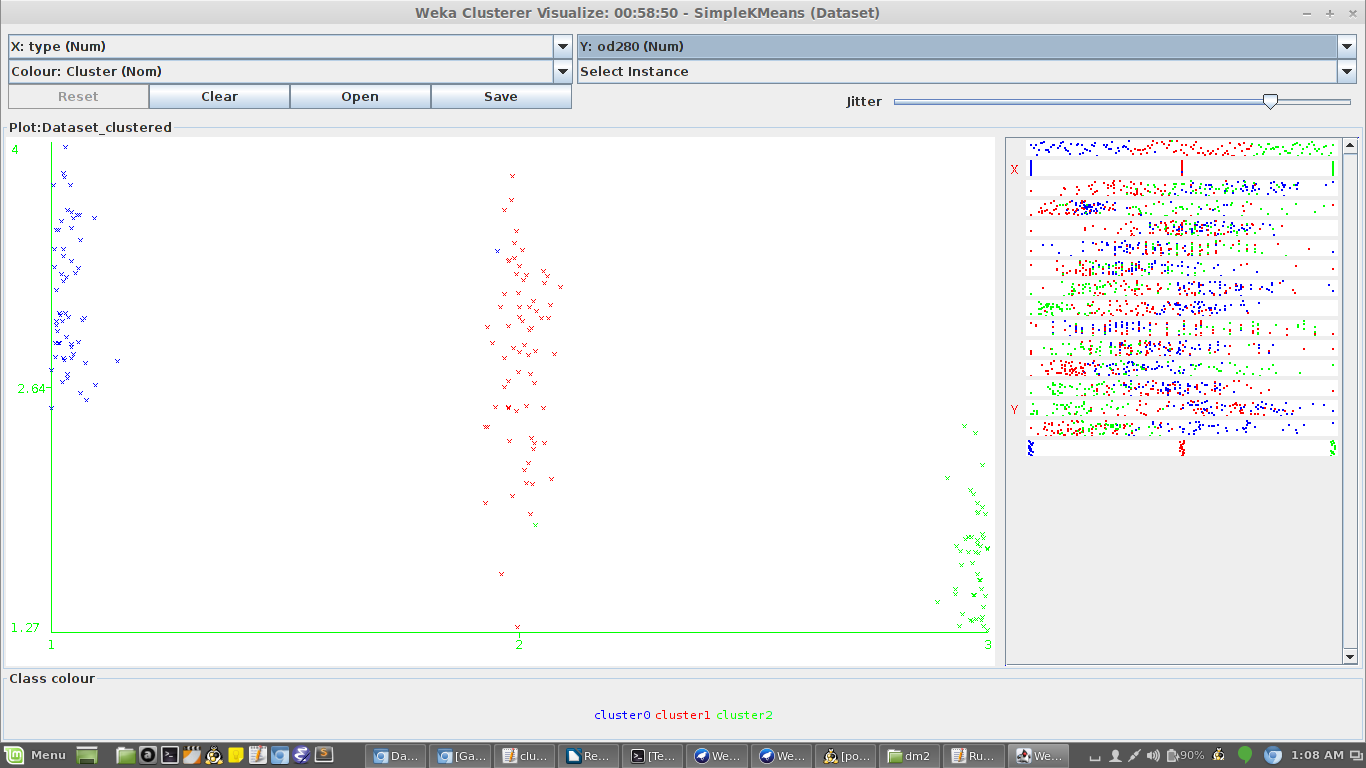 Weka Clusterer Visualize: 00:58:50 - SimpleKMeans (Dataset)
X: type (Num) Y: od280 (Num)
Colour: Cluster (Nom) Select Instance
Reset Clear Open Save Jitter
Plot:Dataset_clustered
4
X
2.64
Y
1.27
1 2 3
Class colour
cluster0 cluster1 cluster2
Menu Da... [Ga... clu... Re... [Te... We... We... [po... dm2 Ru... We... 90% 1:08 AM